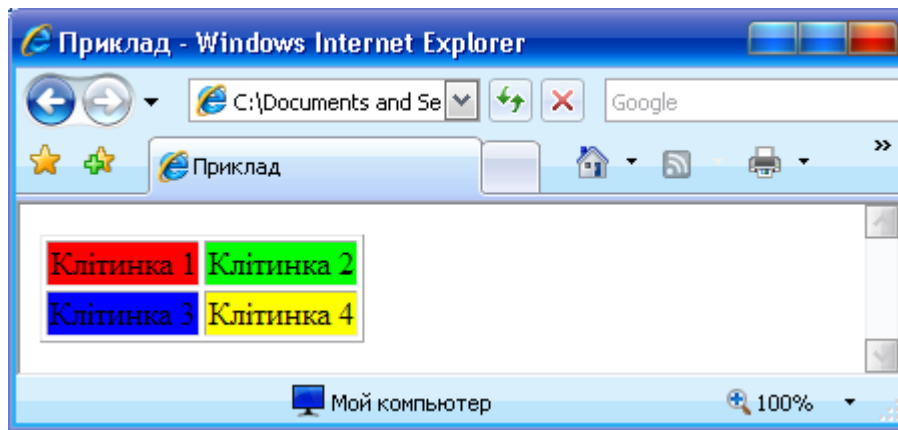 Приклад - Windows Internet Explorer
C:\Documents and Se
Google
Приклад
»
Клітинка 1 Клітинка 2
Клітинка 3 Клітинка 4
Мой компьютер
100%